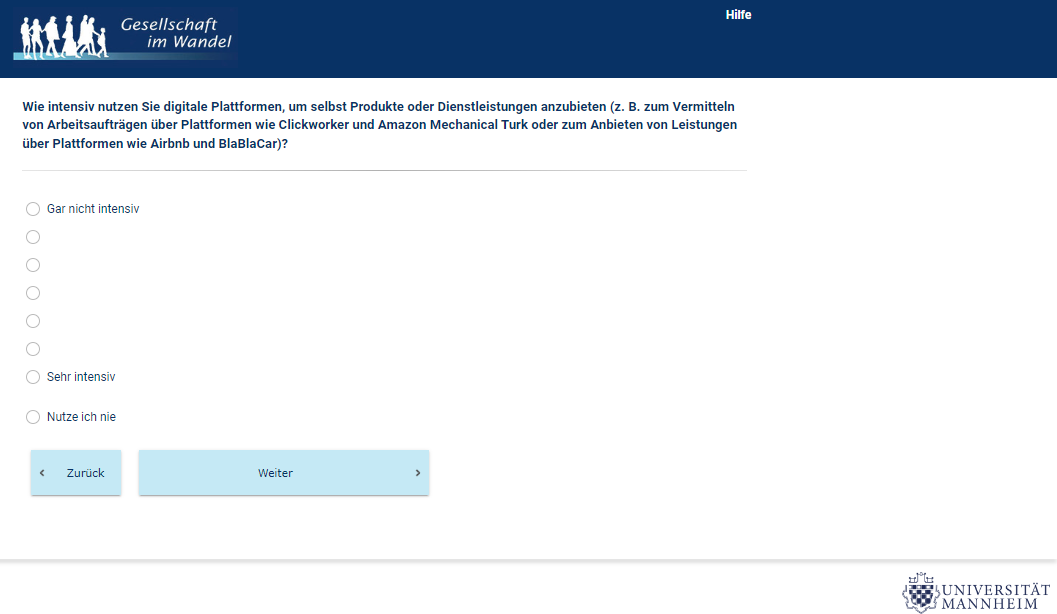 Gesellschaft
im Wandel
Hilfe
Wie intensiv nutzen Sie digitale Plattformen, um selbst Produkte oder Dienstleistungen anzubieten (z. B. zum Vermitteln
von Arbeitsaufträgen über Plattformen wie Clickworker und Amazon Mechanical Turk oder zum Anbieten von Leistungen
über Plattformen wie Airbnb und BlaBlaCar)?
Gar nicht intensiv
Sehr intensiv
Nutze ich nie
Zurück
Weiter
UNIVERSITÄT
MANNHEIM